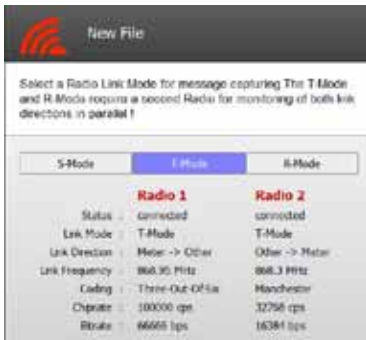 New File
Select a Radio Link Mode for message capturing The T-Mode
and R-Mode require a second Radio for monitoring of both link
directions in parallel !
S-Mode T-Mode R-Mode
Radio 1 Radio 2
Status : connected connected
Link Mode : T-Mode T-Mode
Link Direction : Meter -> Other Other -> Meter
Link Frequency : 868.95 MHz 868.3 MHz
Coding : Three-Out-Of-Six Manchester
Chiprate : 100000 cps 32768 cps
Bitrate : 66666 bps 16384 bps